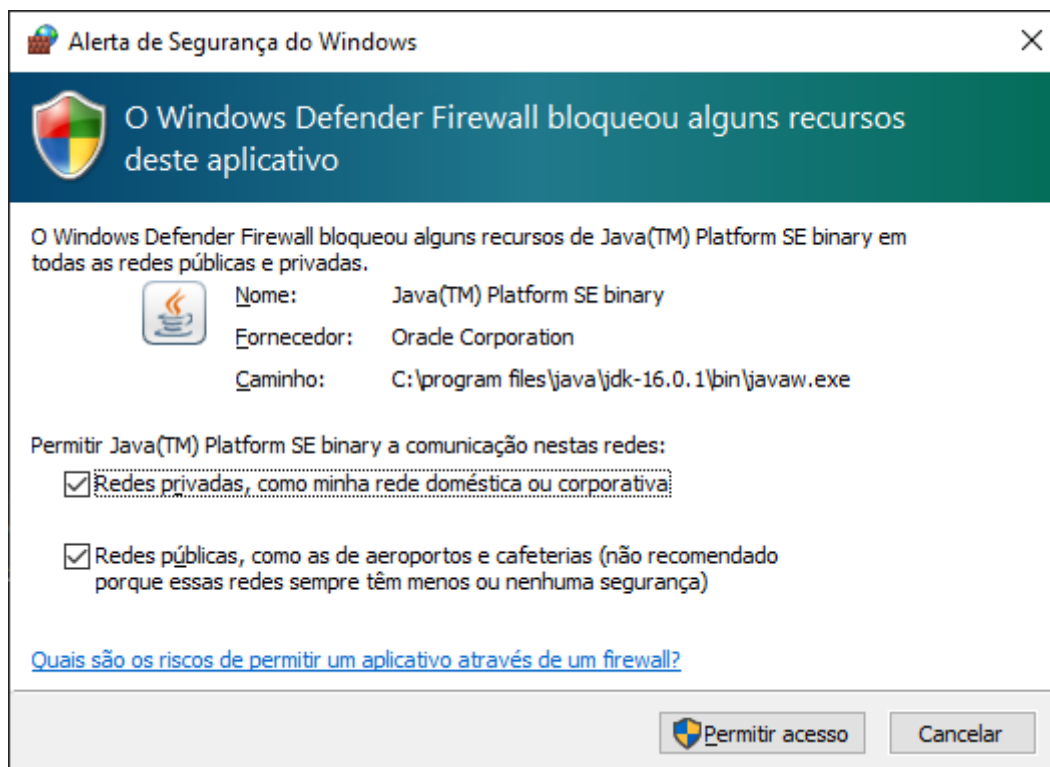 Alerta de Segurança do Windows
O Windows Defender Firewall bloqueou alguns recursos
deste aplicativo
O Windows Defender Firewall bloqueou alguns recursos de Java(TM) Platform SE binary em
todas as redes públicas e privadas.
Nome: Java(TM) Platform SE binary
Fornecedor: Oracle Corporation
Caminho: C:\program files\java\jdk-16.0.1\bin\javaw.exe
Permitir Java(TM) Platform SE binary a comunicação nestas redes:
Redes privadas, como minha rede doméstica ou corporativa
Redes públicas, como as de aeroportos e cafeterias (não recomendado
porque essas redes sempre têm menos ou nenhuma segurança)
Quais são os riscos de permitir um aplicativo através de um firewall?
Permitir acesso Cancelar